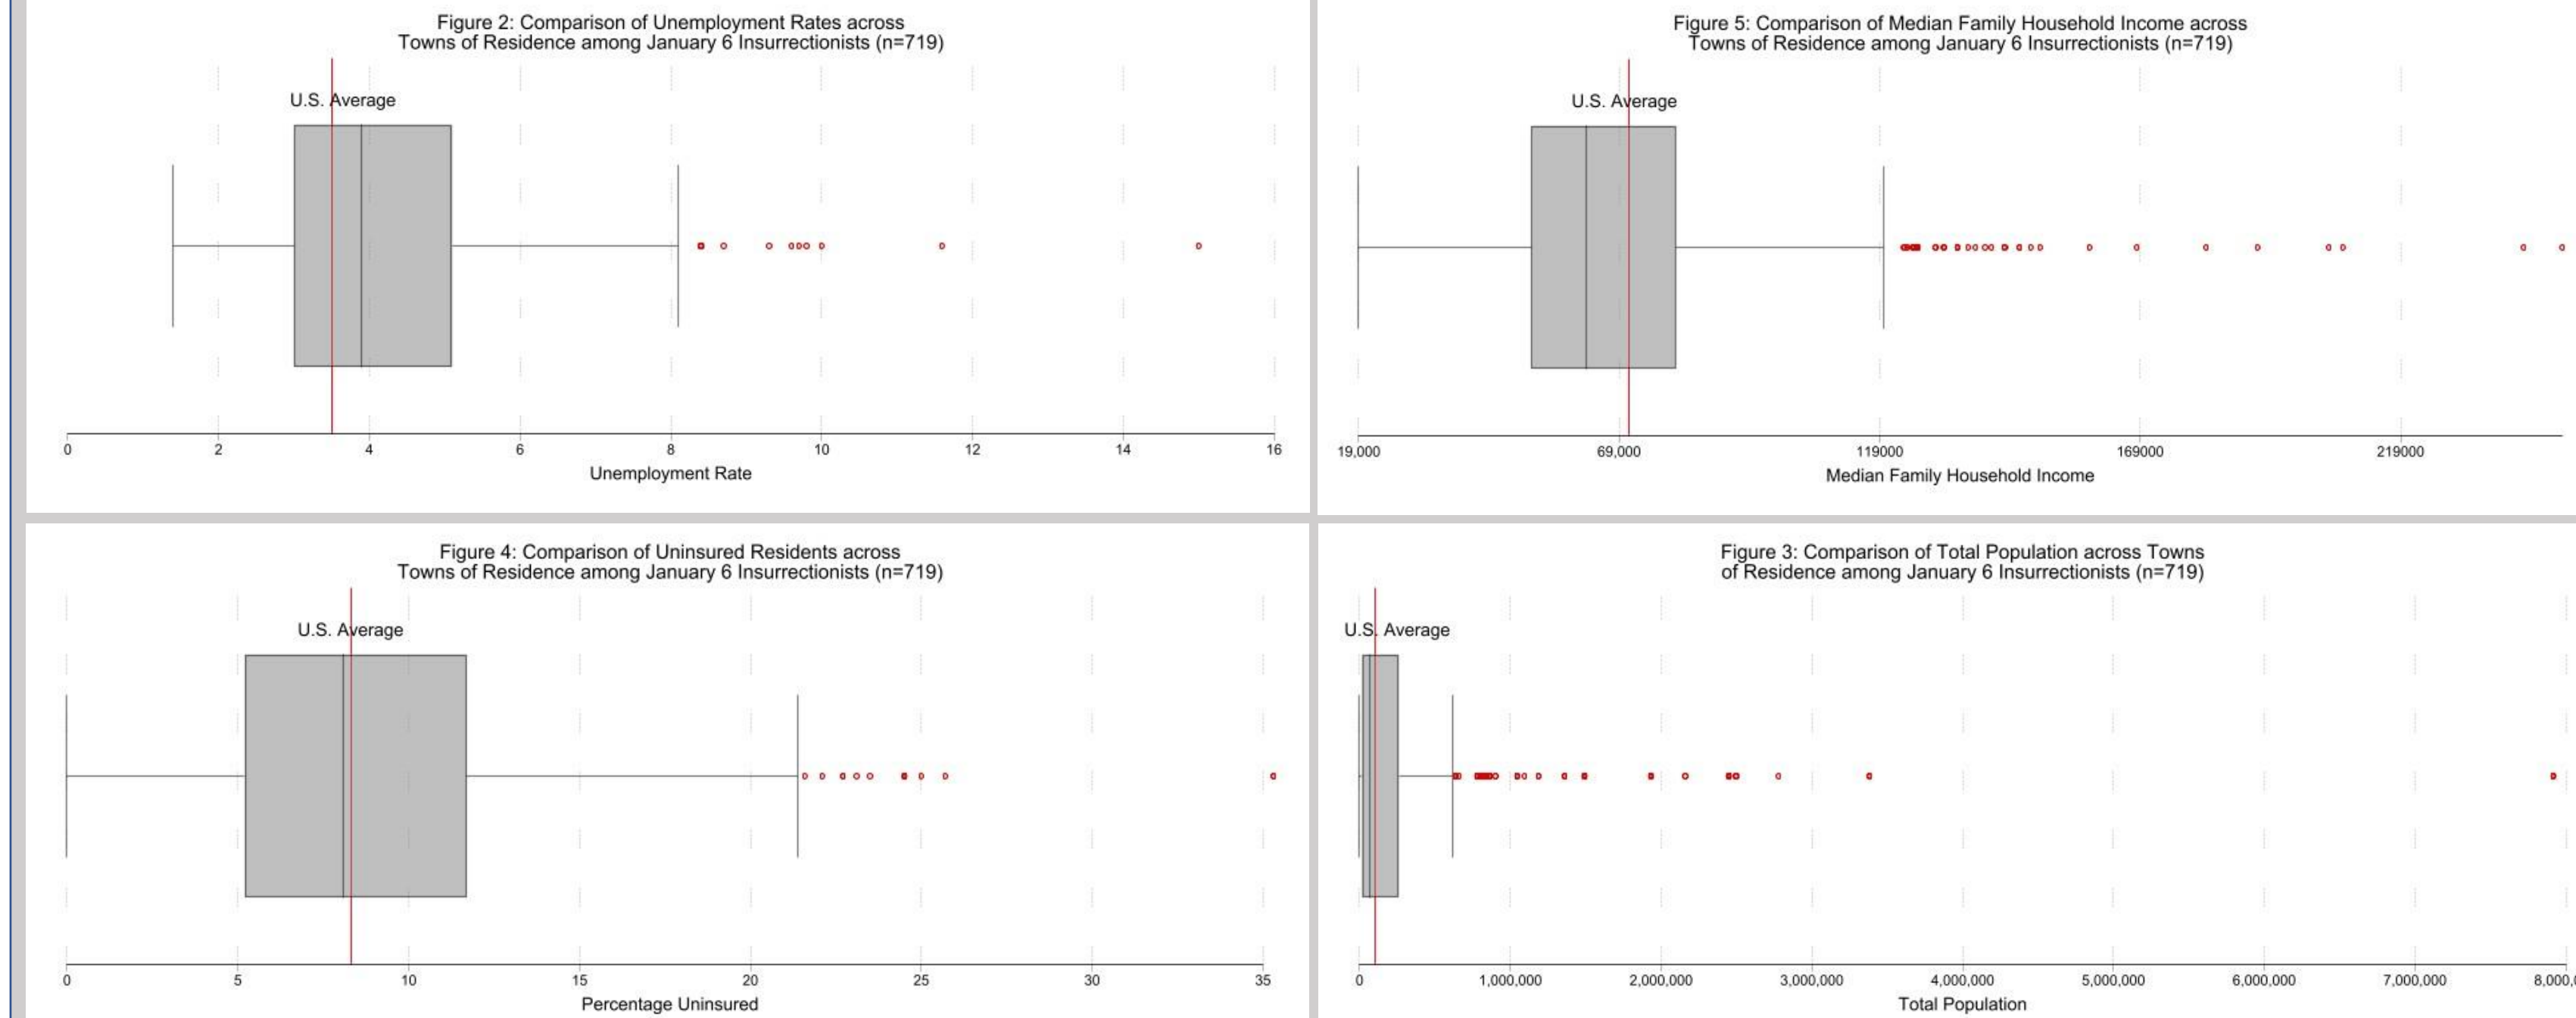 Figure 2: Comparison of Unemployment Rates across
Towns of Residence among January 6 Insurrectionists (n=719)
U.S. Average
0 2 4 6 8 10 12 14 16
Unemployment Rate
Figure 5: Comparison of Median Family Household Income across
Towns of Residence among January 6 Insurrectionists (n=719)
U.S. Average
19,000 69,000 119000 169000 219000
Median Family Household Income
Figure 4: Comparison of Uninsured Residents across
Towns of Residence among January 6 Insurrectionists (n=719)
U.S. Average
0 5 10 15 20 25 30 35
Percentage Uninsured
Figure 3: Comparison of Total Population across Towns
of Residence among January 6 Insurrectionists (n=719)
U.S. Average
0 1,000,000 2,000,000 3,000,000 4,000,000 5,000,000 6,000,000 7,000,000 8,000,0
Total Population